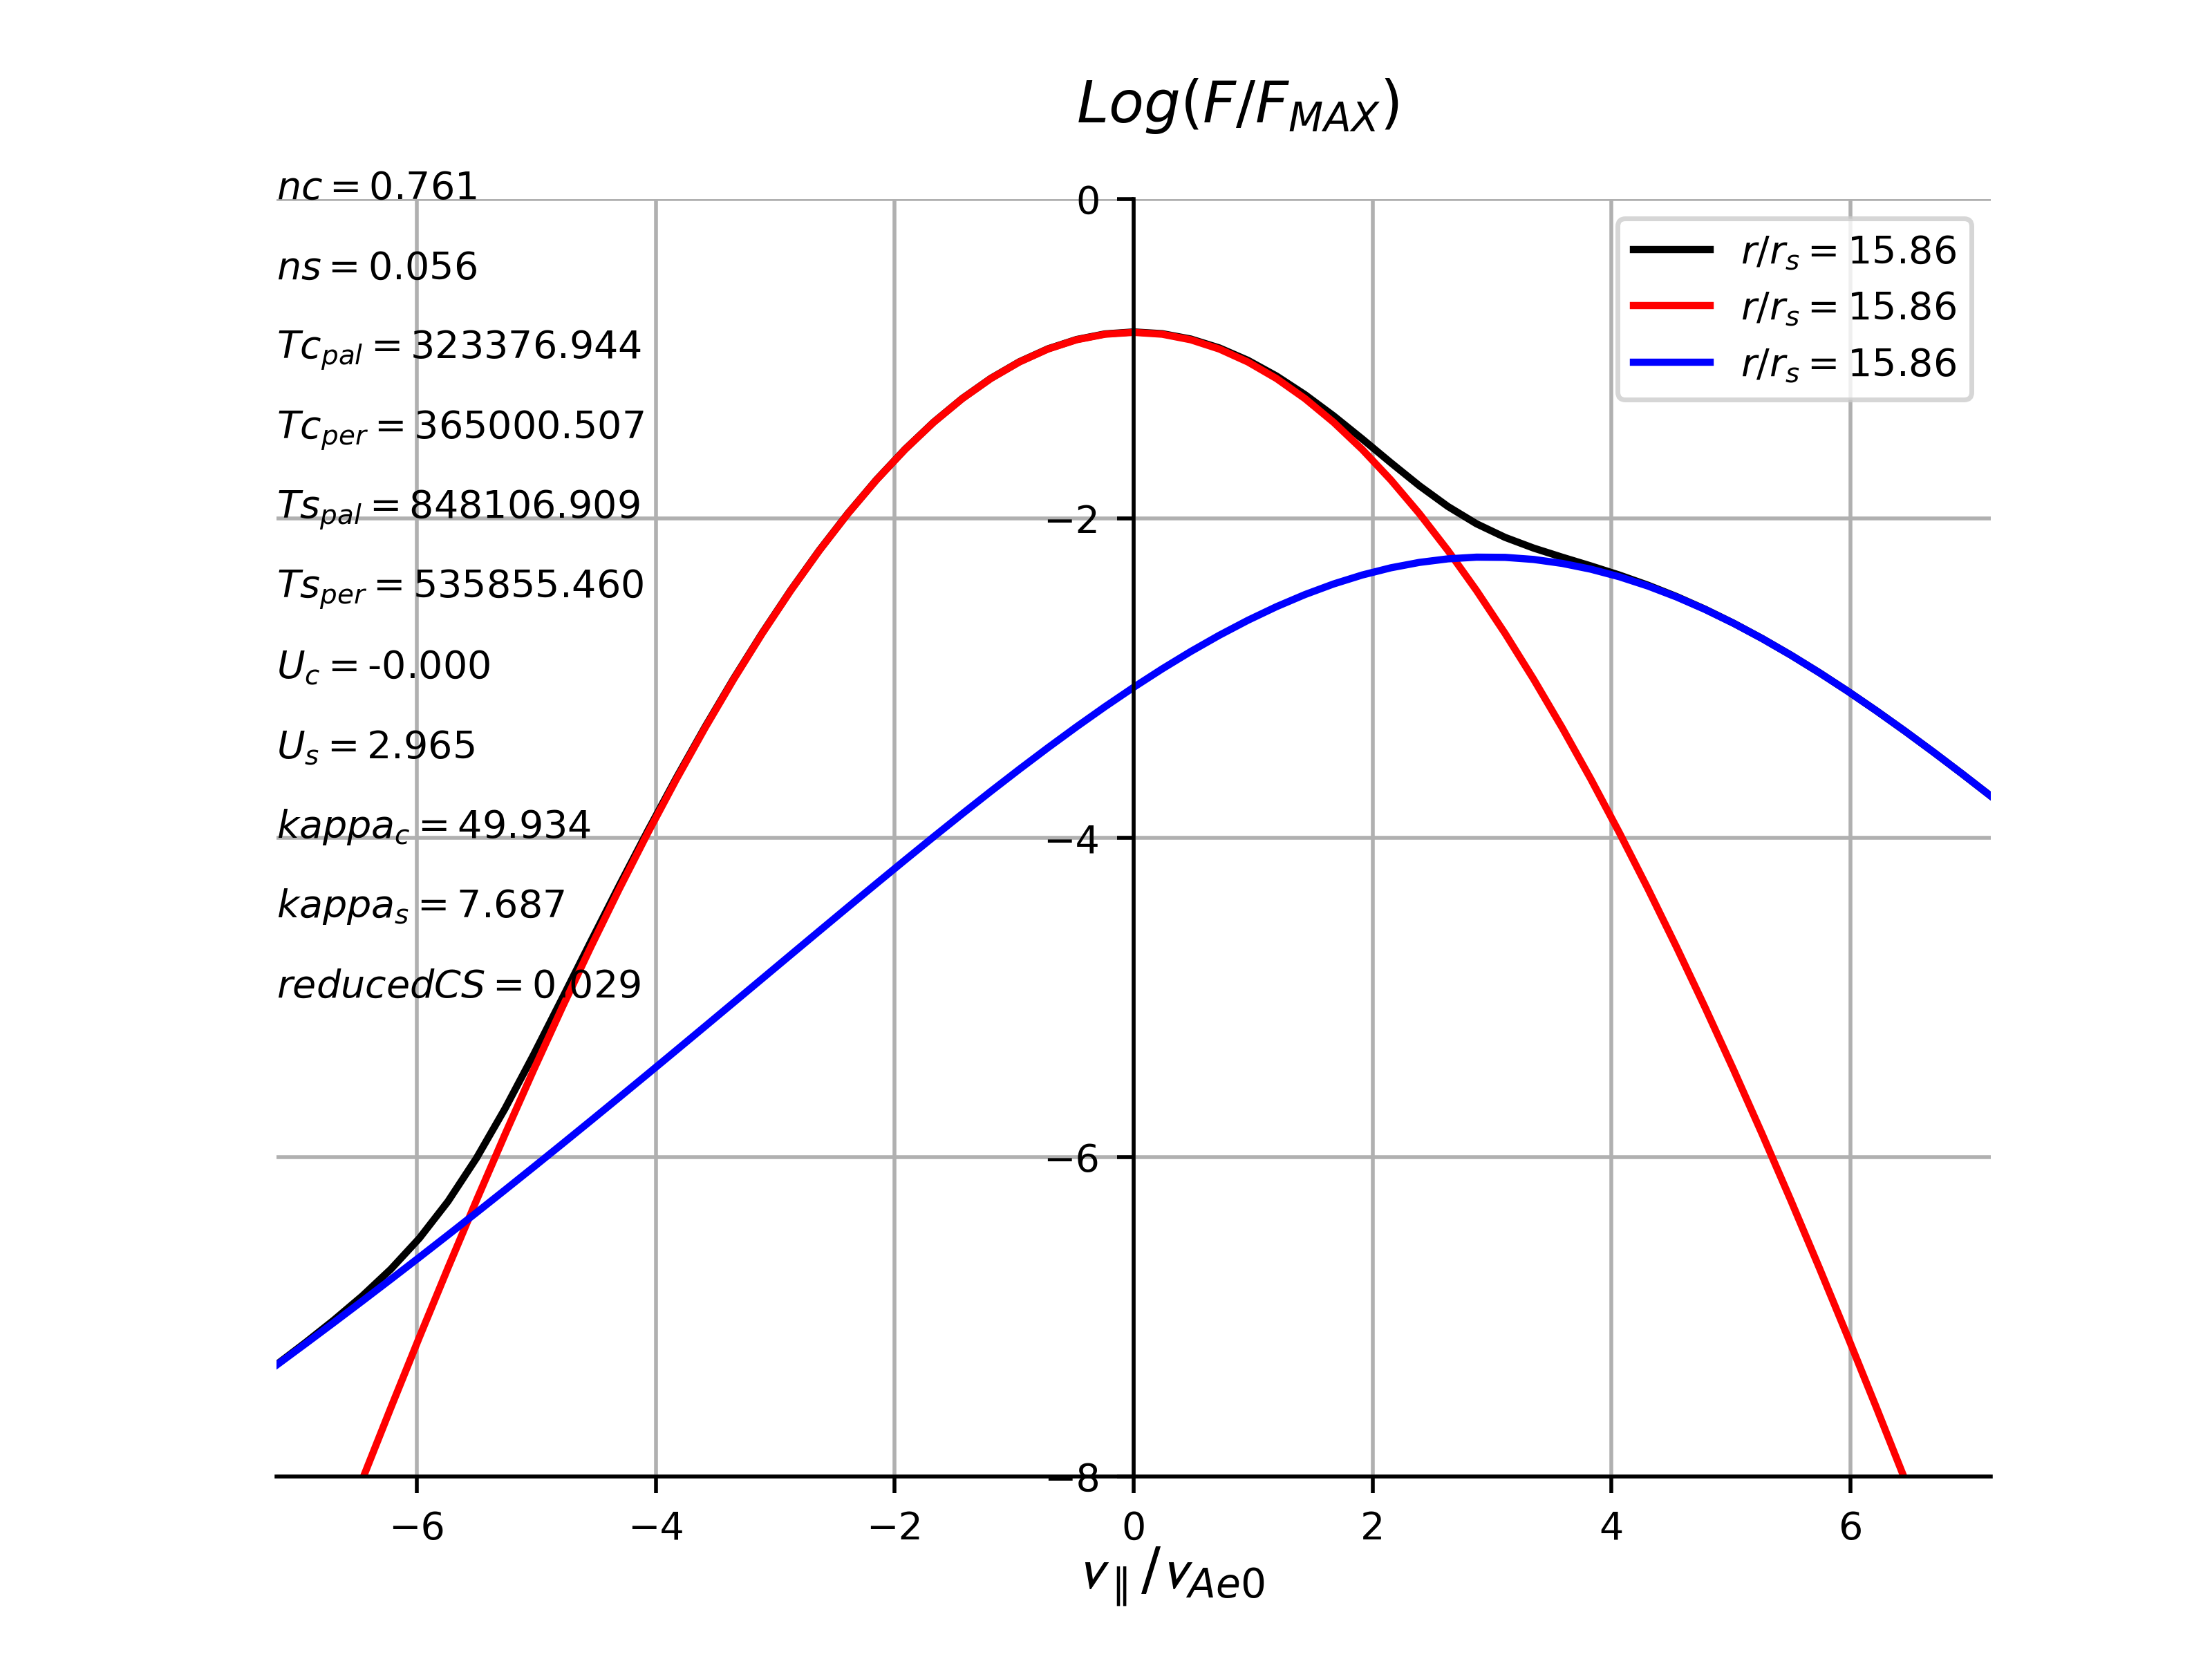 Log(F/F_MAX)
nc = 0.761
ns = 0.056
Tc_pal = 323376.944
Tc_per = 365000.507
Ts_pal = 848106.909
Ts_per = 535855.460
U_c = -0.000
U_s = 2.965
kappa_c = 49.934
kappa_s = 7.687
reducedCS = 0.029
r/r_s = 15.86
r/r_s = 15.86
r/r_s = 15.86
0
−2
−4
−6
−8
−6 −4 −2 0 2 4 6
v_∥/v_Ae0